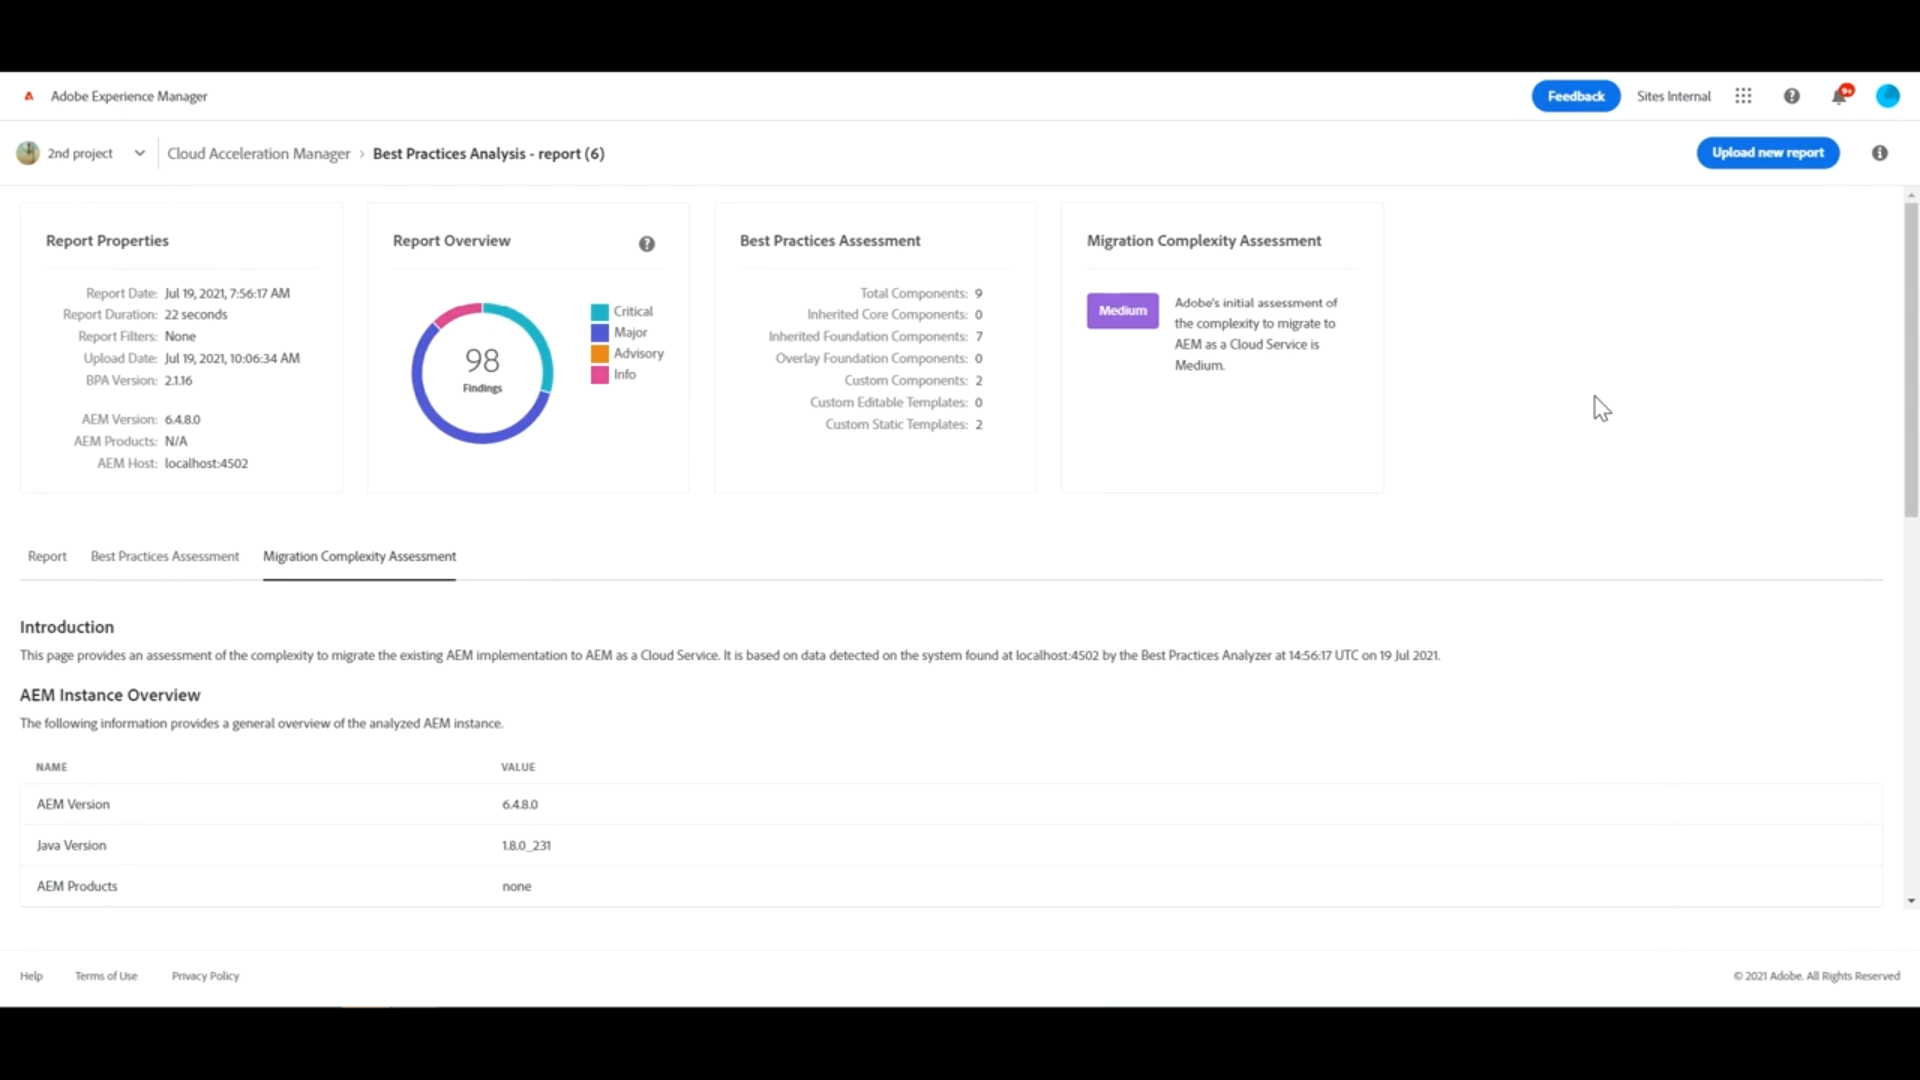 Adobe Experience Manager
Feedback
Sites Internal
9+
2nd project
Cloud Acceleration Manager › Best Practices Analysis - report (6)
Upload new report
Report Properties
Report Date: Jul 19, 2021, 7:56:17 AM
Report Duration: 22 seconds
Report Filters: None
Upload Date: Jul 19, 2021, 10:06:34 AM
BPA Version: 2.1.16
AEM Version: 6.4.8.0
AEM Products: N/A
AEM Host: localhost:4502
Report Overview
98
Findings
Critical
Major
Advisory
Info
Best Practices Assessment
Total Components: 9
Inherited Core Components: 0
Inherited Foundation Components: 7
Overlay Foundation Components: 0
Custom Components: 2
Custom Editable Templates: 0
Custom Static Templates: 2
Migration Complexity Assessment
Medium
Adobe's initial assessment of
the complexity to migrate to
AEM as a Cloud Service is
Medium.
Report
Best Practices Assessment
Migration Complexity Assessment
Introduction
This page provides an assessment of the complexity to migrate the existing AEM implementation to AEM as a Cloud Service. It is based on data detected on the system found at localhost:4502 by the Best Practices Analyzer at 14:56:17 UTC on 19 Jul 2021.
AEM Instance Overview
The following information provides a general overview of the analyzed AEM instance.
NAME VALUE
AEM Version 6.4.8.0
Java Version 1.8.0_231
AEM Products none
Help
Terms of Use
Privacy Policy
© 2021 Adobe. All Rights Reserved